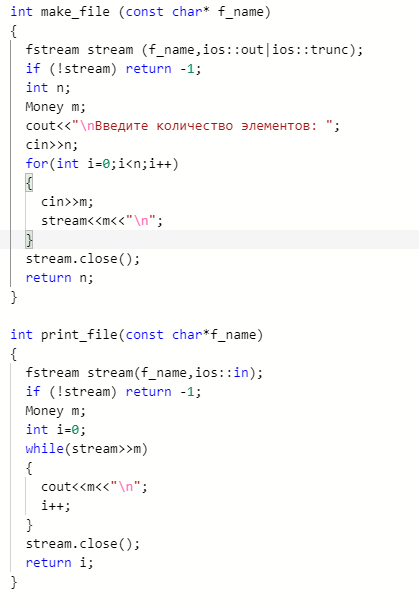 int make_file (const char* f_name)
{
  fstream stream (f_name,ios::out|ios::trunc);
  if (!stream) return -1;
  int n;
  Money m;
  cout<<"\nВведите количество элементов: ";
  cin>>n;
  for(int i=0;i<n;i++)
  {
    cin>>m;
    stream<<m<<"\n";
  }
  stream.close();
  return n;
}

int print_file(const char*f_name)
{
  fstream stream(f_name,ios::in);
  if (!stream) return -1;
  Money m;
  int i=0;
  while(stream>>m)
  {
    cout<<m<<"\n";
    i++;
  }
  stream.close();
  return i;
}